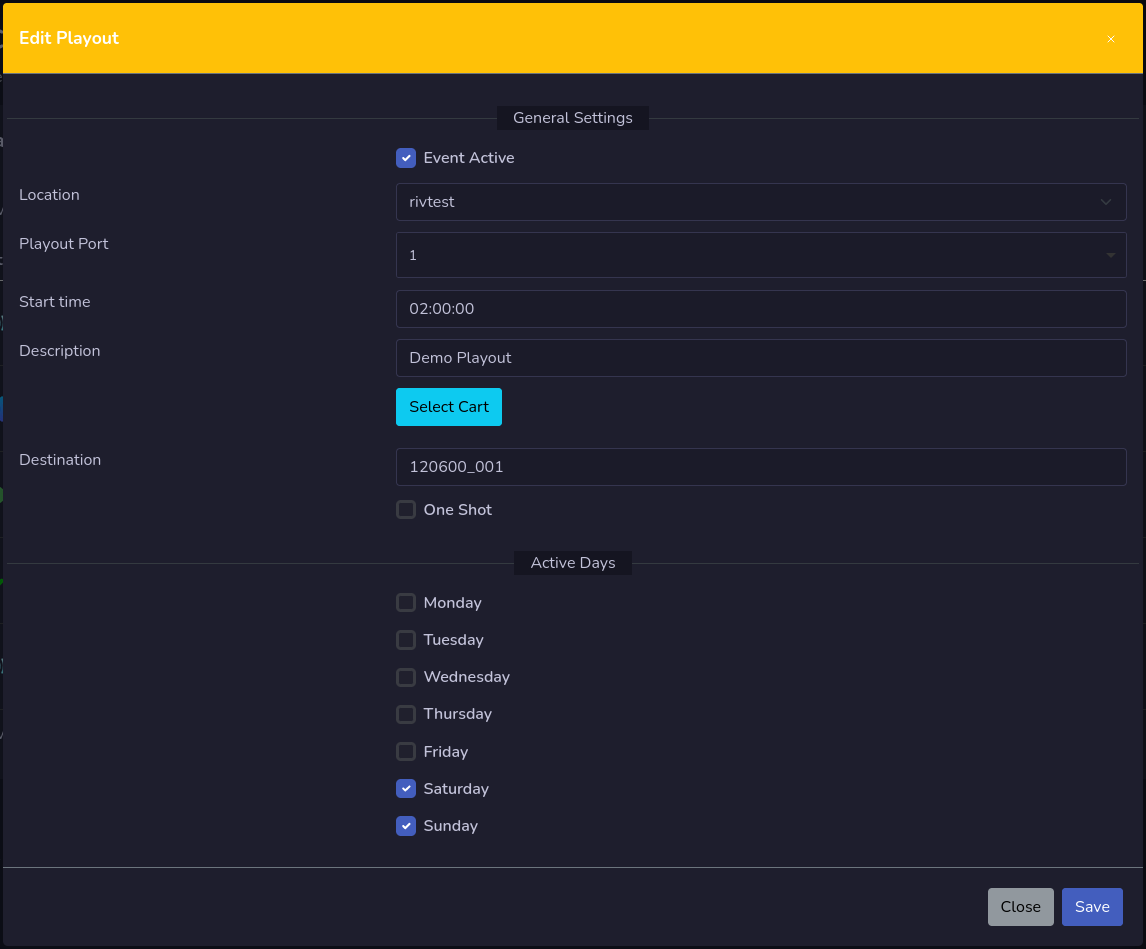 Edit Playout
×
General Settings
Event Active
Location
rivtest
Playout Port
1
Start time
02:00:00
Description
Demo Playout
Select Cart
Destination
120600_001
One Shot
Active Days
Monday
Tuesday
Wednesday
Thursday
Friday
Saturday
Sunday
Close
Save